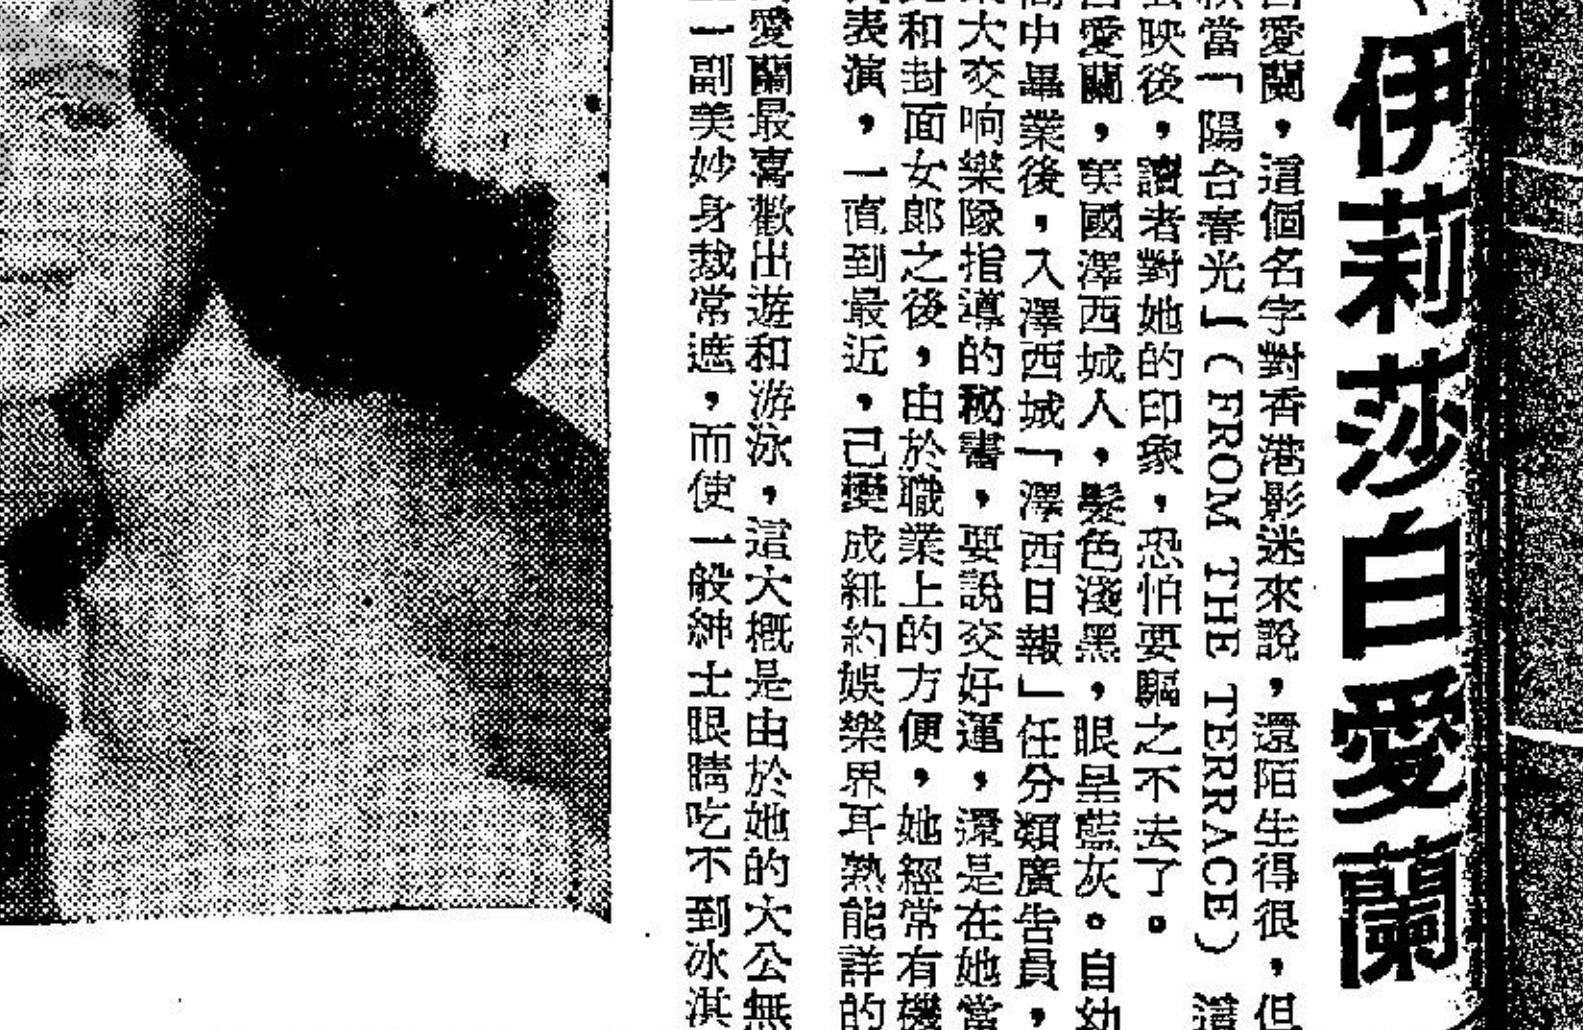 伊莉莎白愛蘭
白愛蘭，這個名字對香港影迷來說，還陌生得很，但
當「陽台春光」（FROM THE TERRACE）這
映後，讀者對她的印象，恐怕要驅之不去了。
白愛蘭，美國澤西城人，髮色淺黑，眼呈藍灰。自幼
高中畢業後，入澤西城「澤西日報」任分類廣告員，
樂大交响樂隊指導的秘書，要說交好運，還是在她當
和封面女郎之後，由於職業上的方便，她經常有機
表演，一直到最近，已變成紐約娛樂界耳熟能詳的
愛蘭最喜歡出遊和游泳，這大概是由於她的大公無
一副美妙身裁常遮，而使一般紳士眼睛吃不到冰淇